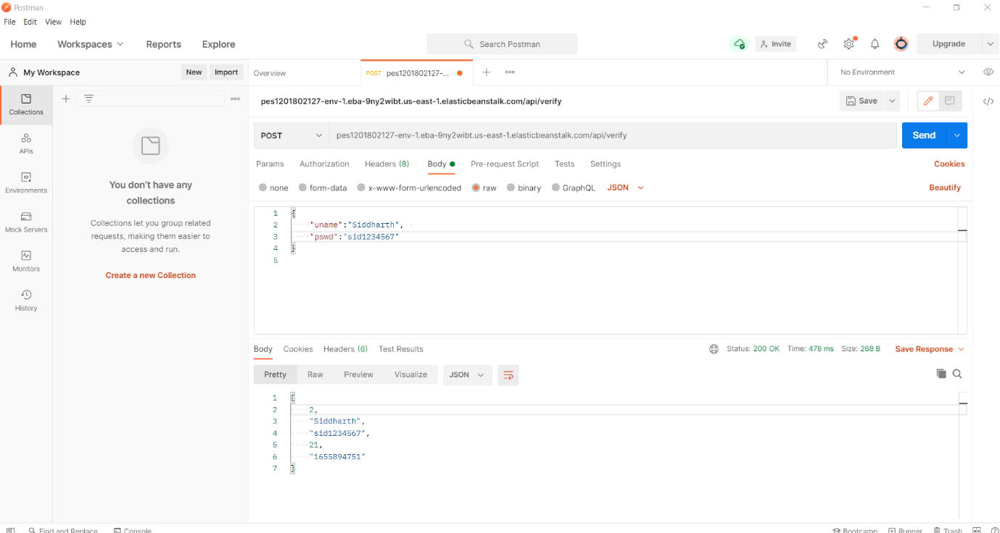 Postman
File Edit View Help
Home Workspaces Reports Explore
Search Postman
Invite
Upgrade
My Workspace
New Import
Overview
POST pes1201802127-...
No Environment
Collections
APIs
Environments
Mock Servers
Monitors
History
You don't have any
collections
Collections let you group related
requests, making them easier to
access and run.
Create a new Collection
pes1201802127-env-1.eba-9ny2wibt.us-east-1.elasticbeanstalk.com/api/verify
Save
POST pes1201802127-env-1.eba-9ny2wibt.us-east-1.elasticbeanstalk.com/api/verify
Send
Params Authorization Headers (8) Body Pre-request Script Tests Settings
Cookies
none form-data x-www-form-urlencoded raw binary GraphQL JSON
Beautify
1 {
2 "uname":"Siddharth",
3 "pswd":"sid1234567"
4 }
5
Body Cookies Headers (6) Test Results
Status: 200 OK Time: 478 ms Size: 268 B
Save Response
Pretty Raw Preview Visualize JSON
1 [
2 2,
3 "Siddharth",
4 "sid1234567",
5 21,
6 "1655894751"
7 ]
Find and Replace Console
Bootcamp Runner Trash